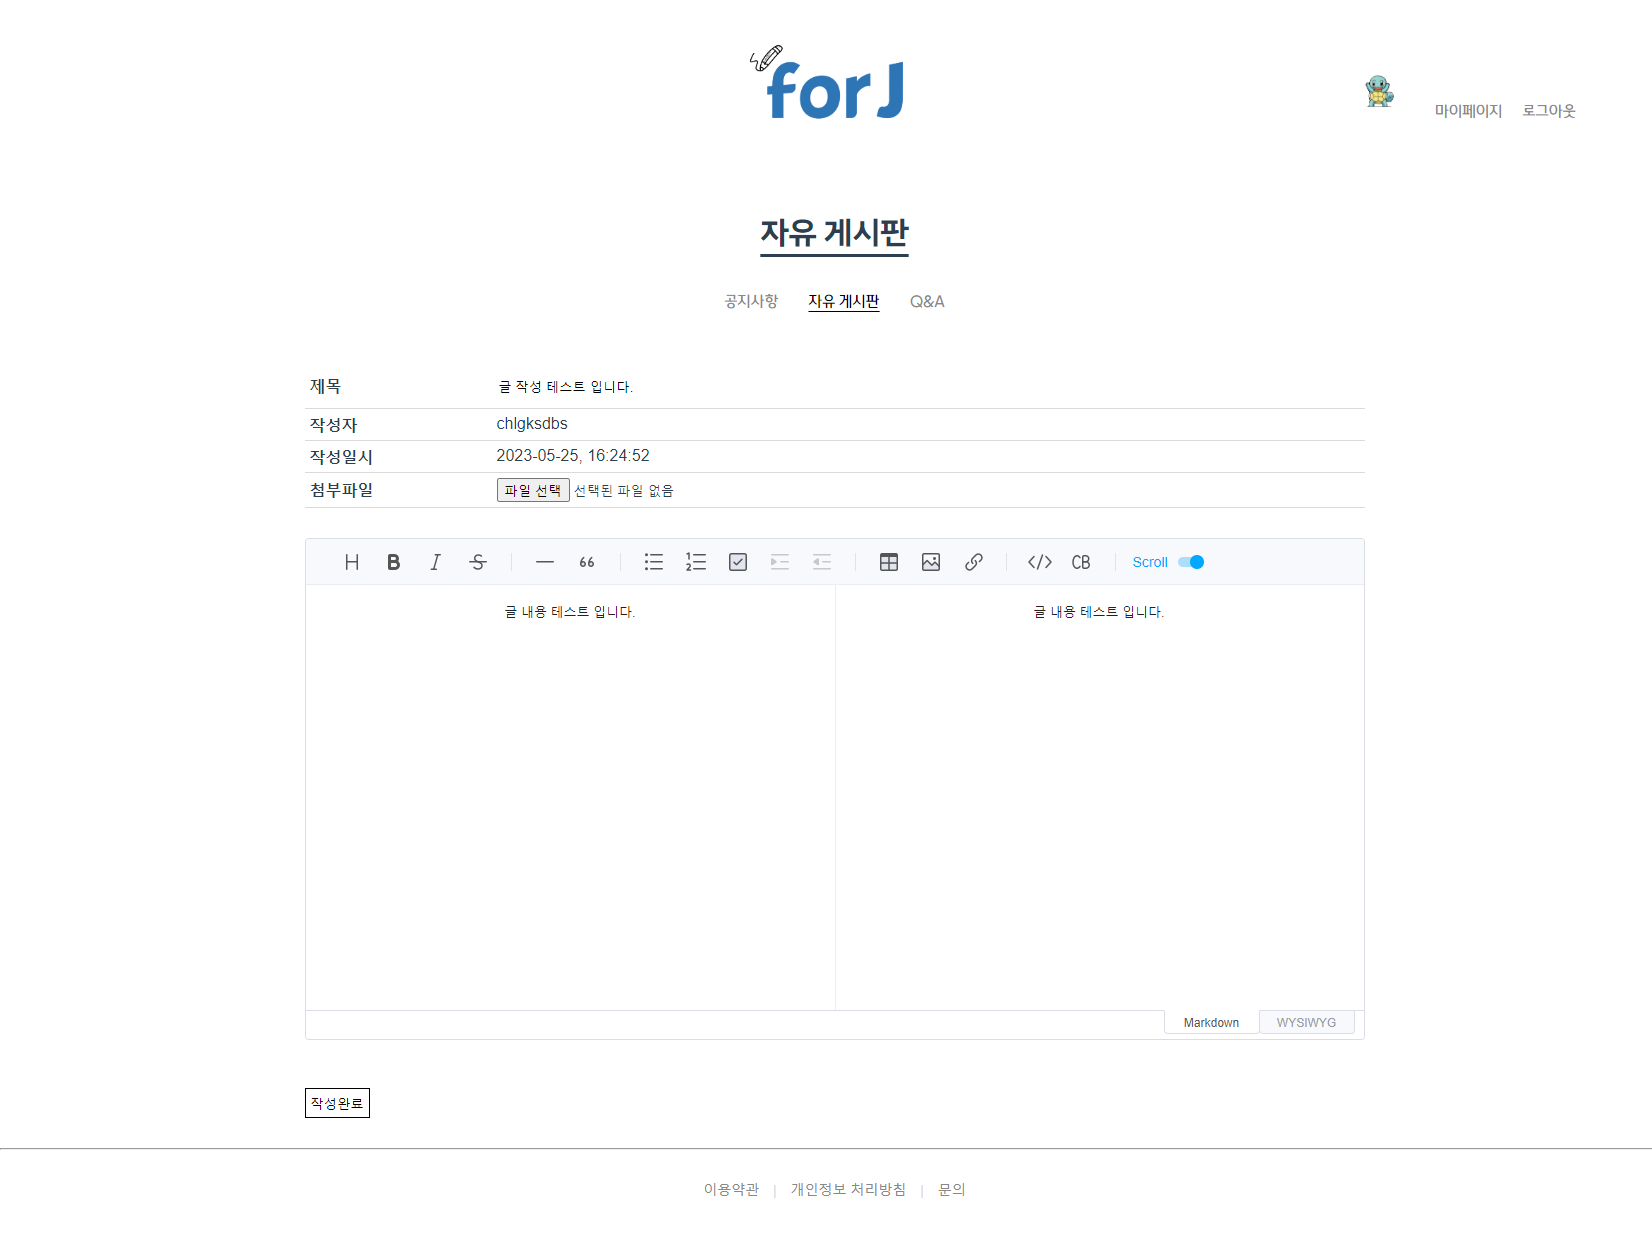 forJ
마이페이지 로그아웃
자유 게시판
공지사항 자유 게시판 Q&A
제목 글 작성 테스트 입니다.
작성자 chlgksdbs
작성일시 2023-05-25, 16:24:52
첨부파일 파일 선택 선택된 파일 없음
H B I S — 66 </> CB Scroll
글 내용 테스트 입니다. 글 내용 테스트 입니다.
Markdown WYSIWYG
작성완료
이용약관 | 개인정보 처리방침 | 문의